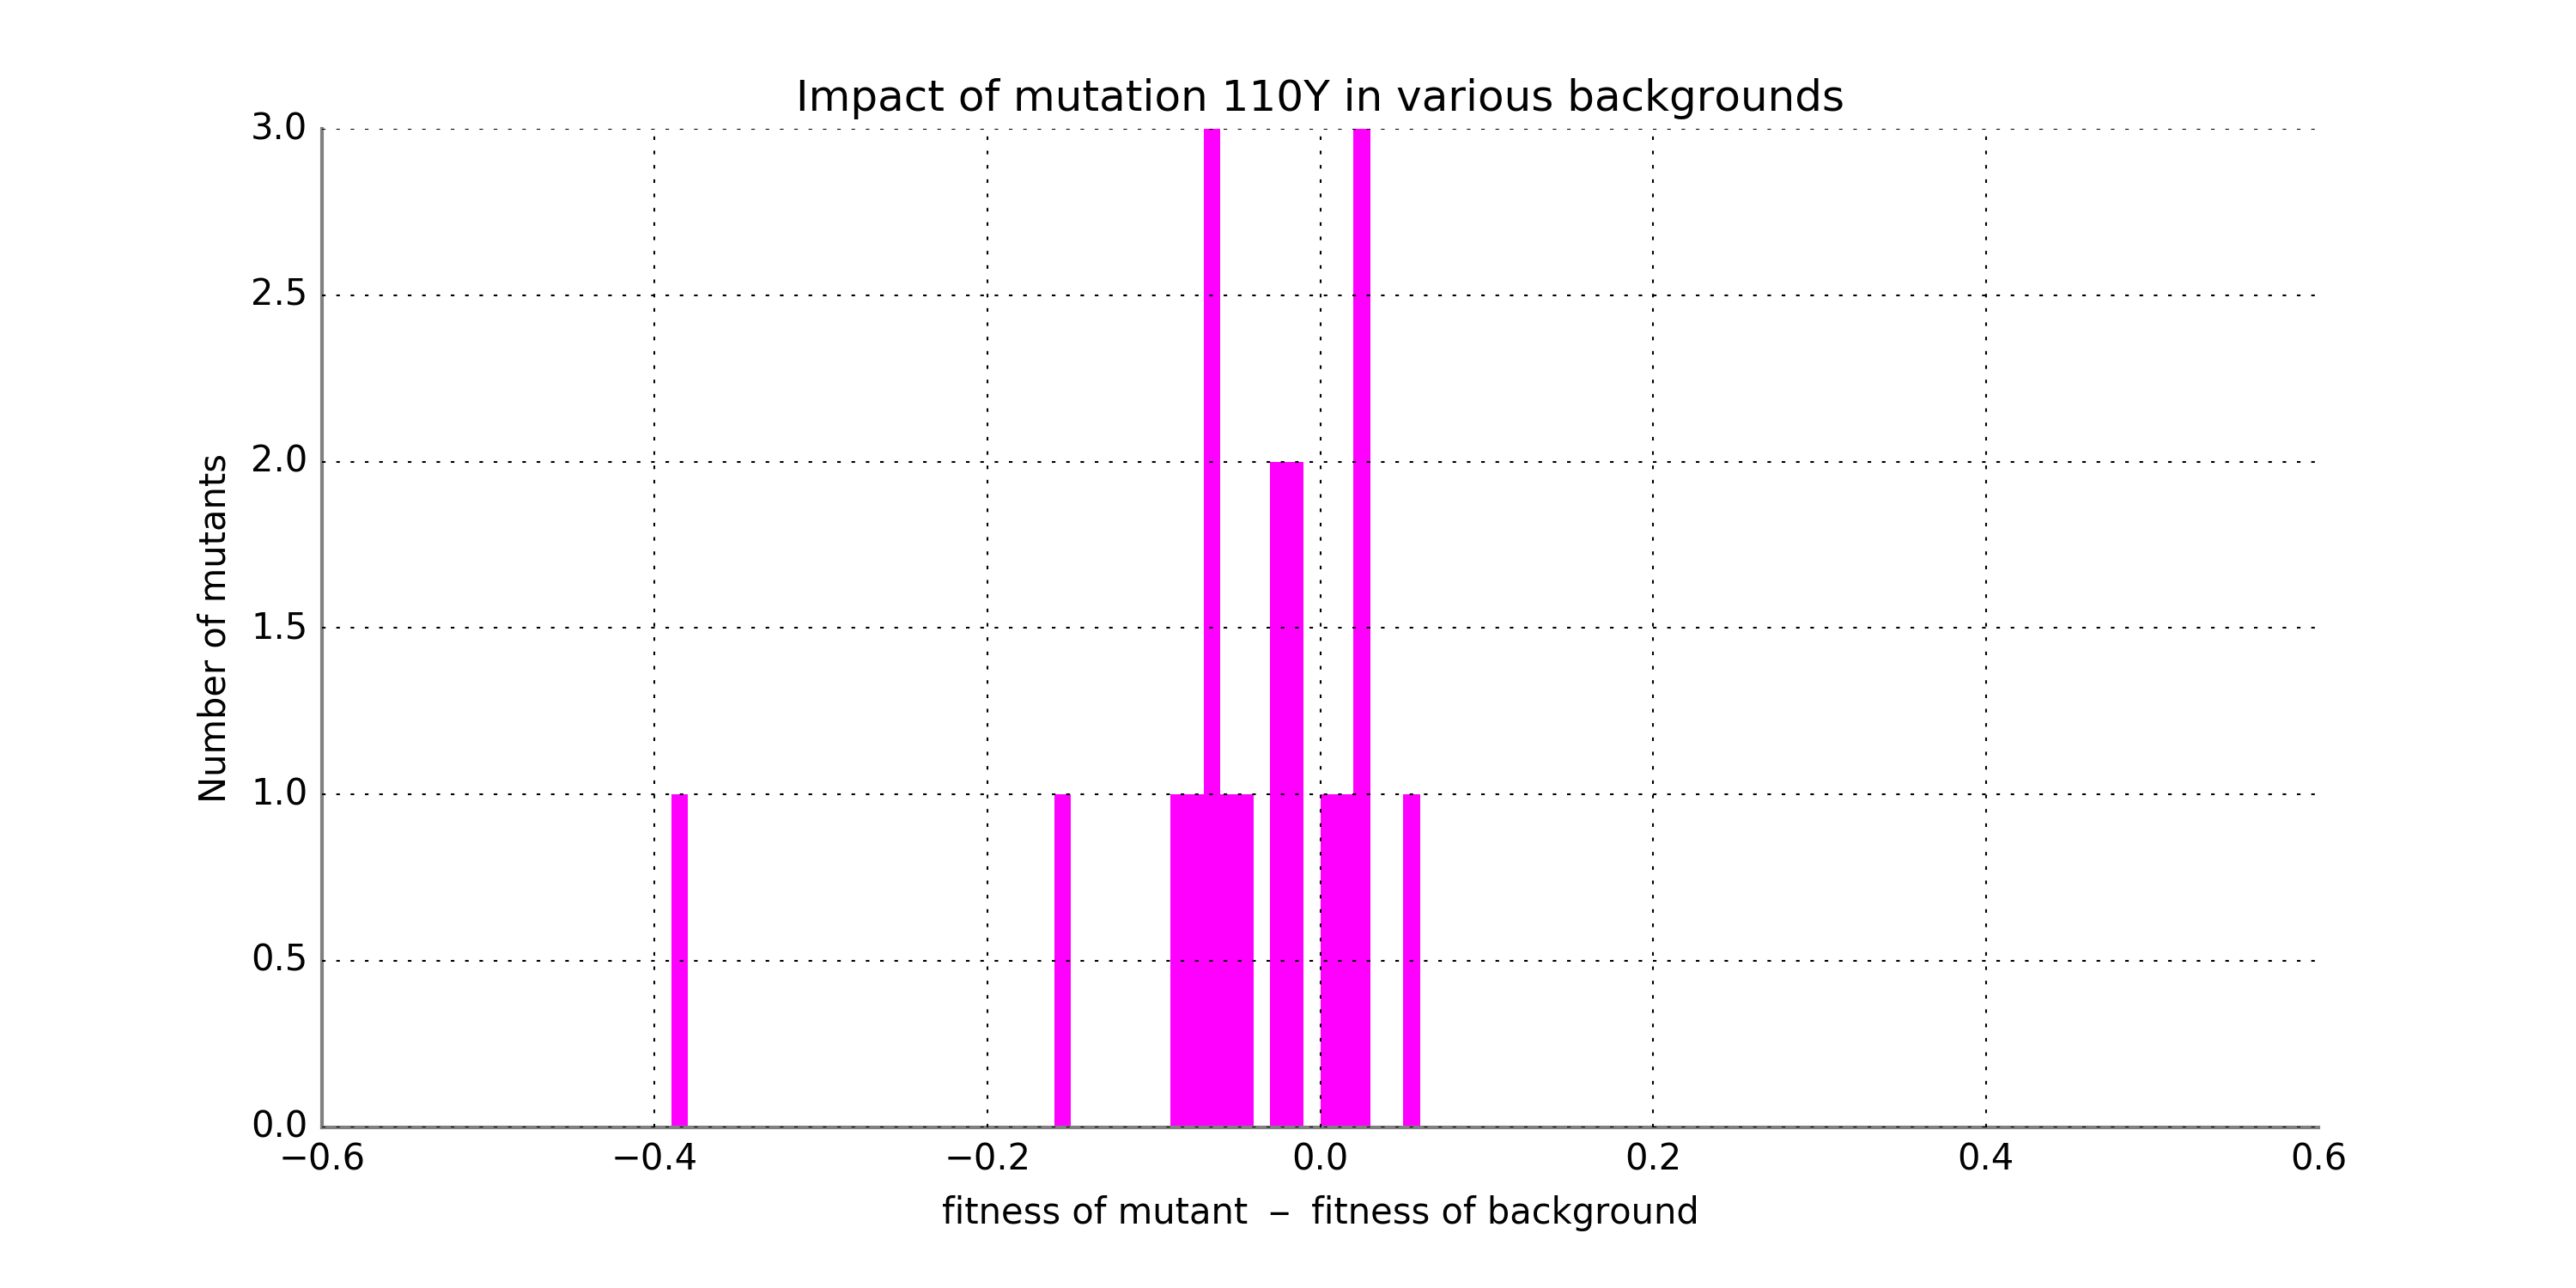 Impact of mutation 110Y in various backgrounds
3.0
2.5
2.0
1.5
1.0
0.5
0.0
Number of mutants
−0.6 −0.4 −0.2 0.0 0.2 0.4 0.6
fitness of mutant − fitness of background